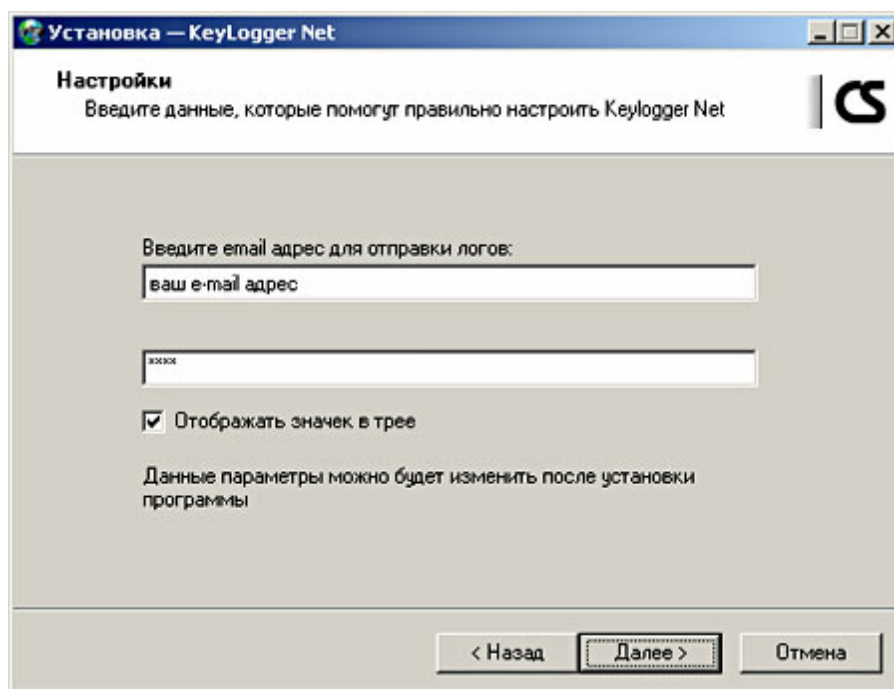 Установка — KeyLogger Net
Настройки
Введите данные, которые помогут правильно настроить Keylogger Net
CS
Введите email адрес для отправки логов:
ваш e-mail адрес
****
Отображать значек в трее
Данные параметры можно будет изменить после установки
программы
< Назад
Далее >
Отмена